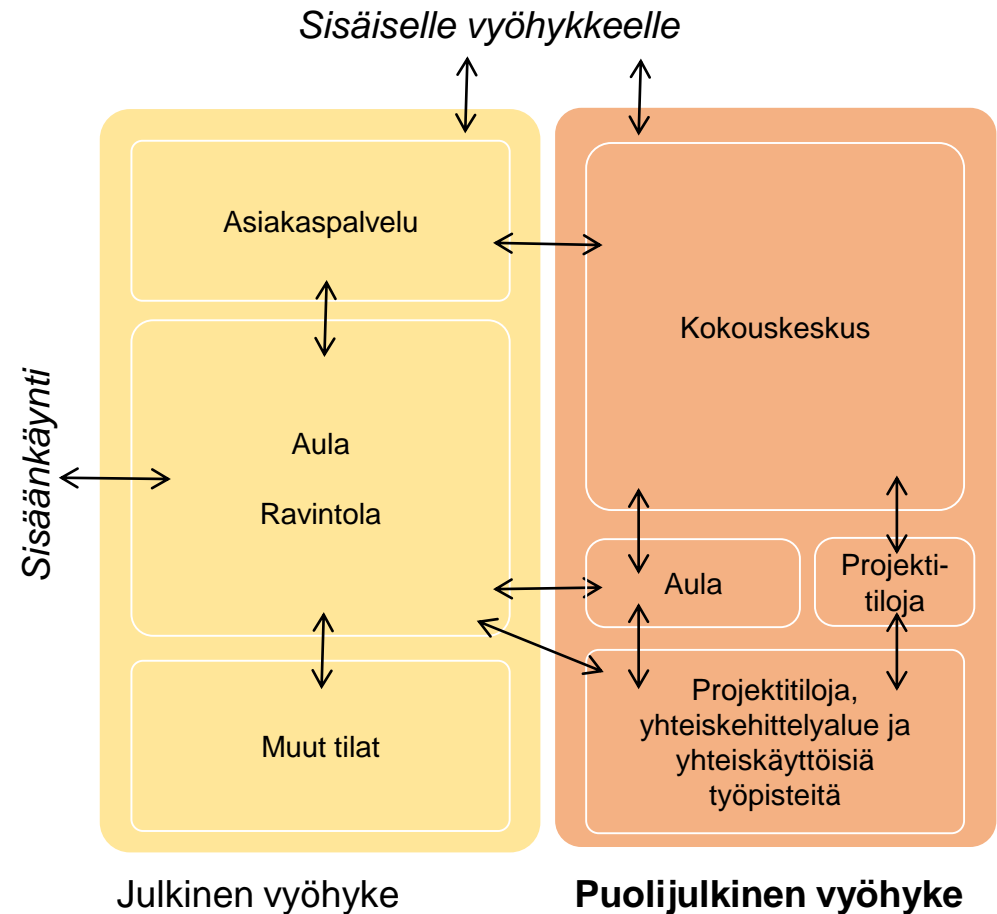 Sisäiselle vyöhykkeelle
Asiakaspalvelu
Sisäänkäynti
Aula
Ravintola
Muut tilat
Kokouskeskus
Aula
Projekti-
tiloja
Projektitiloja,
yhteiskehittelyalue ja
yhteiskäyttöisiä
työpisteitä
Julkinen vyöhyke
Puolijulkinen vyöhyke